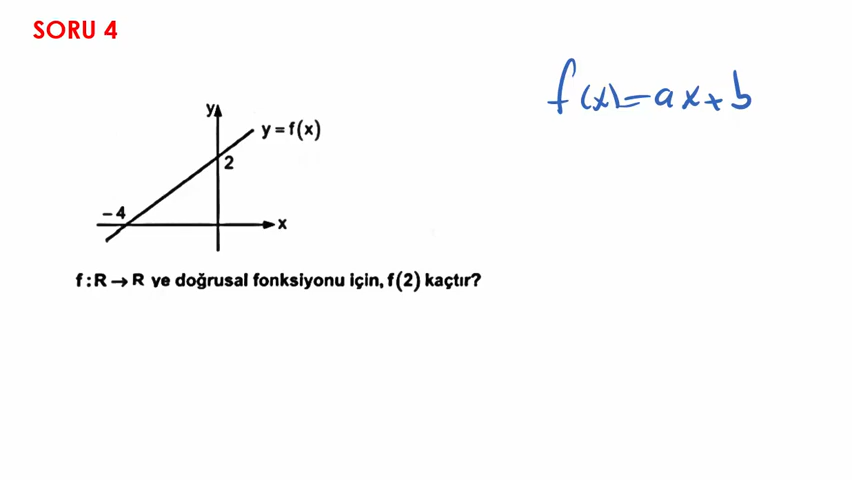 SORU 4
f(x)=ax+b
y
y=f(x)
2
-4
x
f:R→R ve doğrusal fonksiyonu için, f(2) kaçtır?